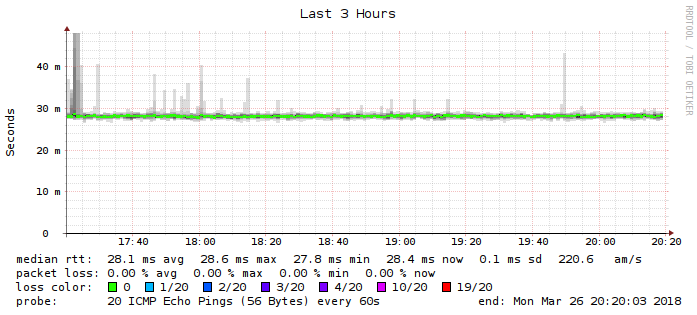 Last 3 Hours
RRDTOOL / TOBI OETIKER
Seconds
40 m
30 m
20 m
10 m
0
17:40 18:00 18:20 18:40 19:00 19:20 19:40 20:00 20:20
median rtt: 28.1 ms avg 28.6 ms max 27.8 ms min 28.4 ms now 0.1 ms sd 220.6 am/s
packet loss: 0.00 % avg 0.00 % max 0.00 % min 0.00 % now
loss color: 0 1/20 2/20 3/20 4/20 10/20 19/20
probe: 20 ICMP Echo Pings (56 Bytes) every 60s end: Mon Mar 26 20:20:03 2018